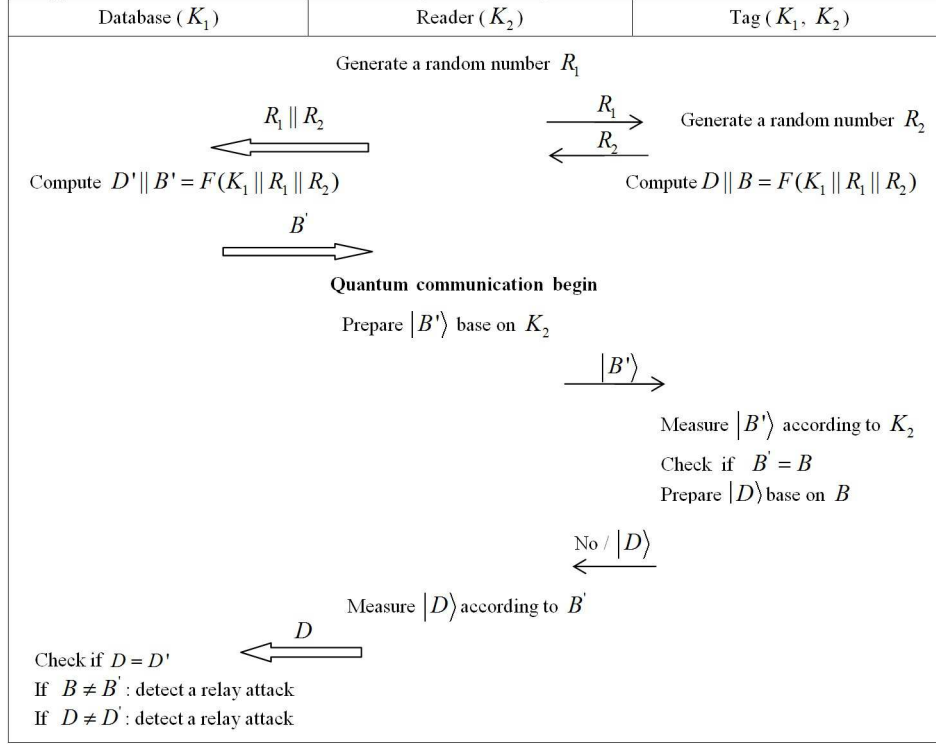 Database ( K₁ ) Reader ( K₂ ) Tag ( K₁, K₂ )
Generate a random number R₁
R₁ || R₂
R₁
Generate a random number R₂
R₂
Compute D' || B' = F(K₁ || R₁ || R₂)
Compute D || B = F(K₁ || R₁ || R₂)
B'
Quantum communication begin
Prepare |B'⟩ base on K₂
|B'⟩
Measure |B'⟩ according to K₂
Check if B' = B
Prepare |D⟩ base on B
No / |D⟩
Measure |D⟩ according to B'
D
Check if D = D'
If B ≠ B' : detect a relay attack
If D ≠ D' : detect a relay attack